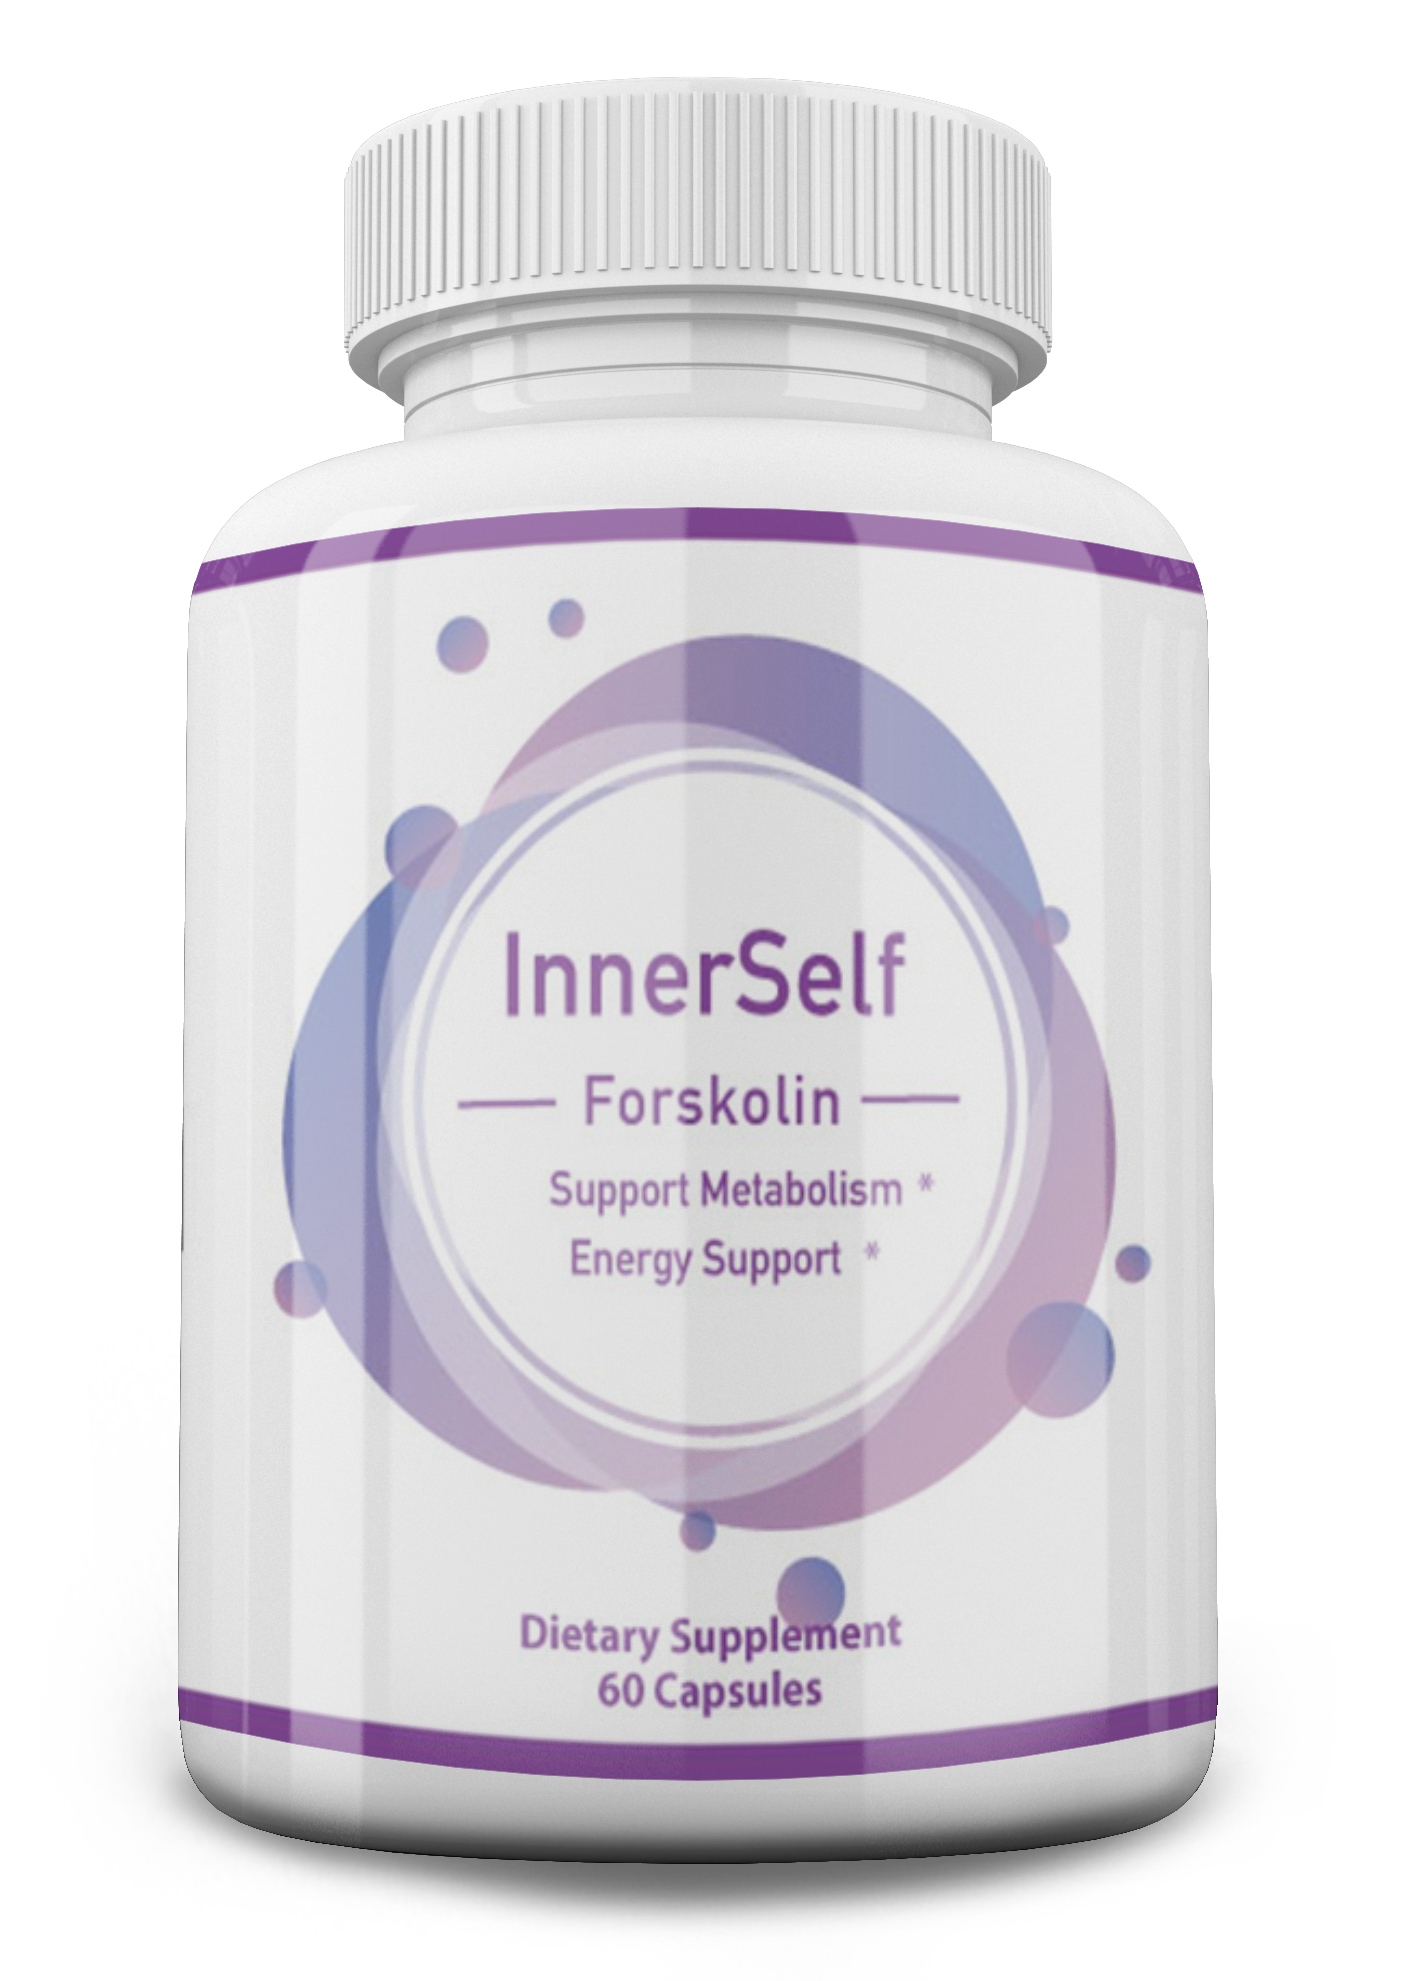 InnerSelf
Forskolin
Support Metabolism *
Energy Support *
Dietary Supplement
60 Capsules